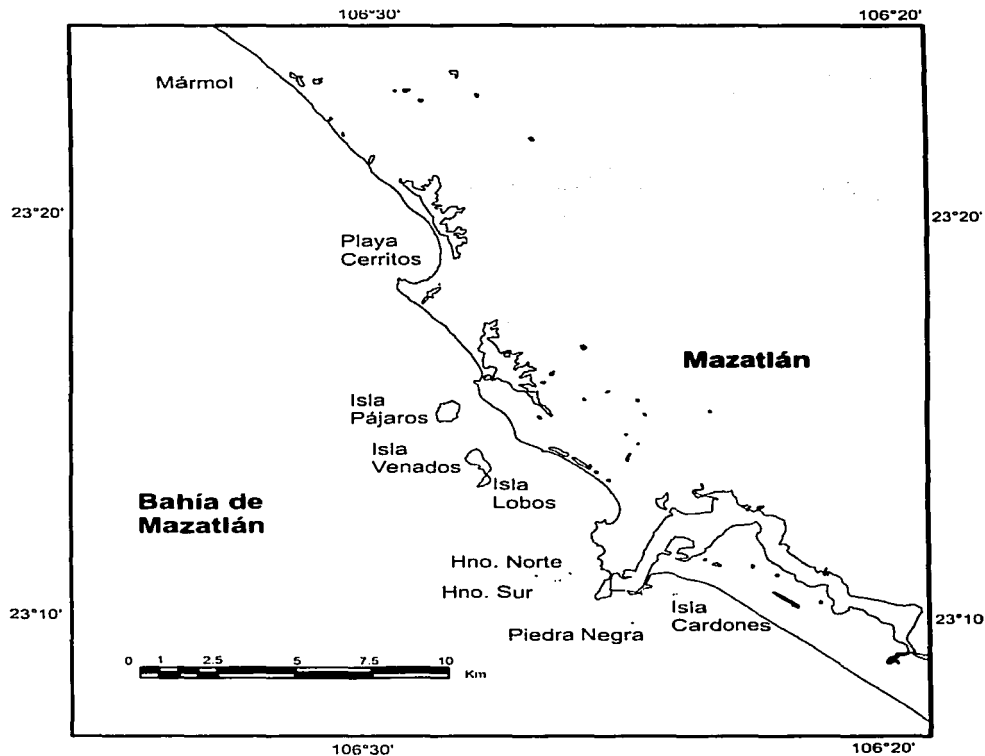 106°30' 106°20'
Mármol
23°20' 23°20'
Playa
Cerritos
Mazatlán
Isla
Pájaros
Isla
Venados
Isla
Lobos
Bahía de
Mazatlán
Hno. Norte
Hno. Sur
Isla
Cardones
23°10' 23°10
Piedra Negra
0 1 2.5 5 7.5 10
Km
106°30' 106°20'